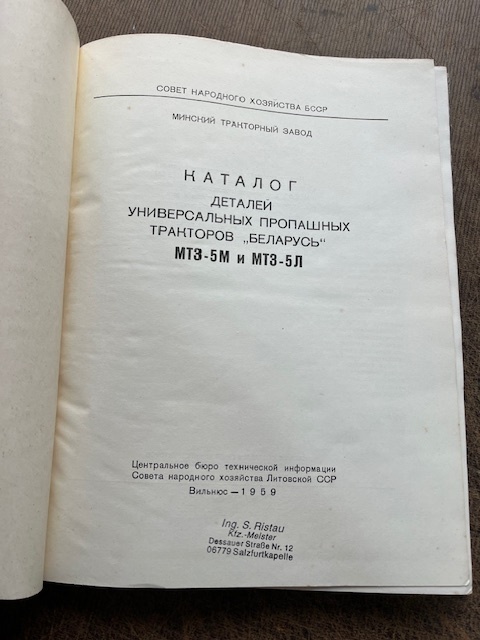 СОВЕТ НАРОДНОГО ХОЗЯЙСТВА БССР
МИНСКИЙ ТРАКТОРНЫЙ ЗАВОД
КАТАЛОГ
ДЕТАЛЕЙ
УНИВЕРСАЛЬНЫХ ПРОПАШНЫХ
ТРАКТОРОВ „БЕЛАРУСЬ“
МТЗ-5М и МТЗ-5Л
Центральное бюро технической информации
Совета народного хозяйства Литовской ССР
Вильнюс — 1959
Ing. S. Ristau
Kfz.-Meister
Dessauer Straße Nr. 12
06779 Salzfurtkapelle